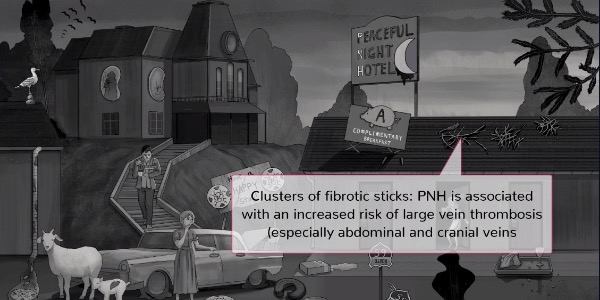 PEACEFUL
NIGHT
HOTEL
A
COMPLIMENTARY
BREAKFAST
HAPPY
Clusters of fibrotic sticks: PNH is associated
with an increased risk of large vein thrombosis
(especially abdominal and cranial veins